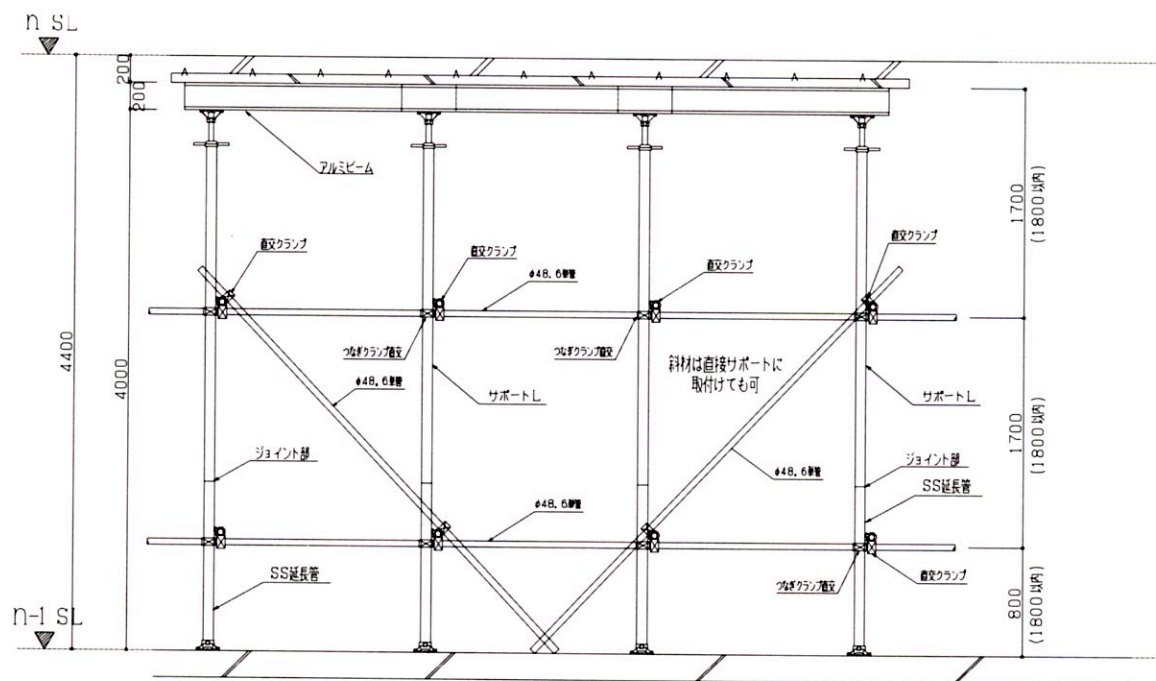 n SL
200
200
4400
4000
アルミビーム
1700
(1800以内)
直交クランプ
直交クランプ
直交クランプ
直交クランプ
φ48.6単管
つなぎクランプ直交
つなぎクランプ直交
斜材は直接サポートに
取付けても可
φ48.6単管
サポートL
サポートL
1700
(1800以内)
ジョイント部
φ48.6単管
ジョイント部
SS延長管
φ48.6単管
SS延長管
つなぎクランプ直交
直交クランプ
800
(1800以内)
n-1 SL